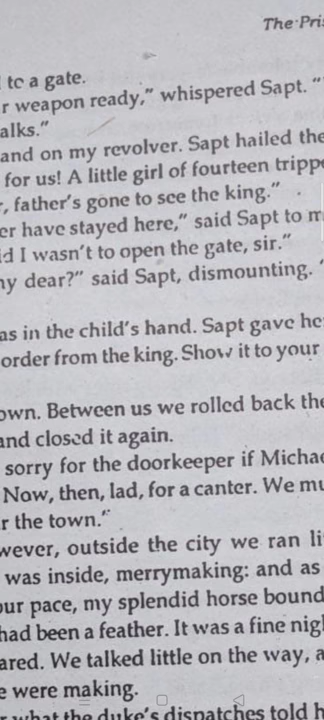 The Pris
l to a gate.
r weapon ready,” whispered Sapt. “
alks.”
and on my revolver. Sapt hailed the
for us! A little girl of fourteen tripp
r, father’s gone to see the king.”
er have stayed here,” said Sapt to m
id I wasn’t to open the gate, sir.”
ny dear?” said Sapt, dismounting. ‘
as in the child’s hand. Sapt gave he
order from the king. Show it to your
own. Between us we rolled back the
and closed it again.
sorry for the doorkeeper if Michae
Now, then, lad, for a canter. We mu
r the town.”
wever, outside the city we ran li
was inside, merrymaking: and as
our pace, my splendid horse bound
had been a feather. It was a fine nigh
ared. We talked little on the way, a
e were making.
what the duke’s dispatches told h